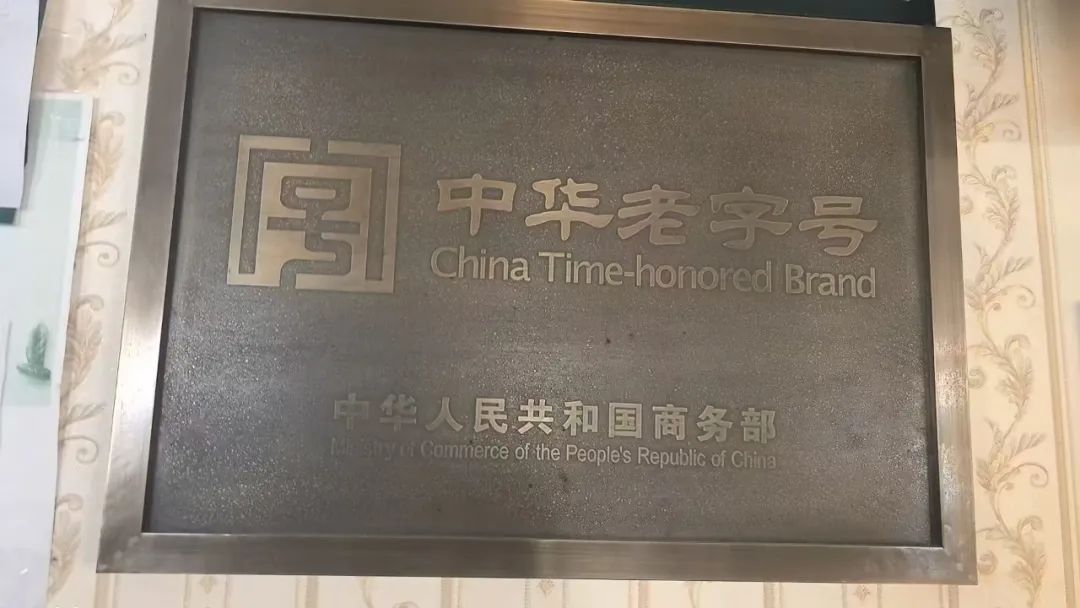 中华老字号
China Time-honored Brand
中华人民共和国商务部
Ministry of Commerce of the People's Republic of China